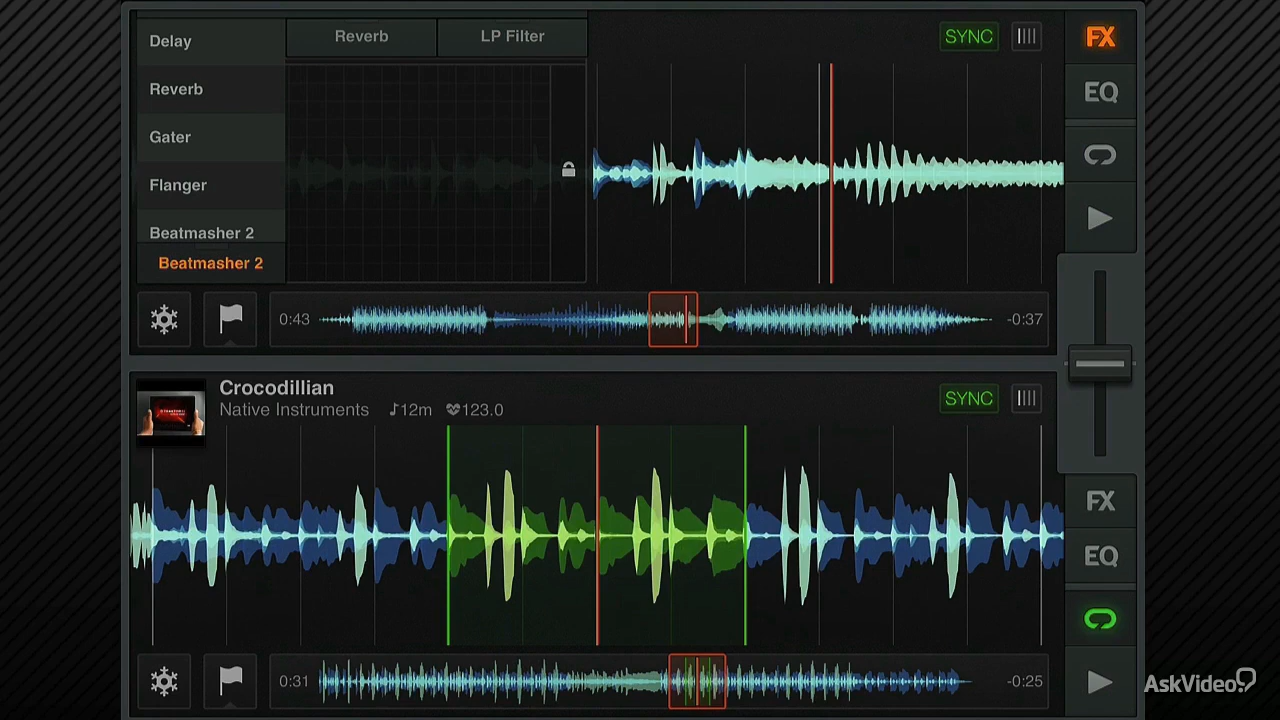 Delay
Reverb
LP Filter
SYNC
FX
Reverb
EQ
Gater
Flanger
Beatmasher 2
Beatmasher 2
0:43
-0:37
Crocodillian
Native Instruments
12m
123.0
SYNC
FX
EQ
0:31
-0:25
AskVideo